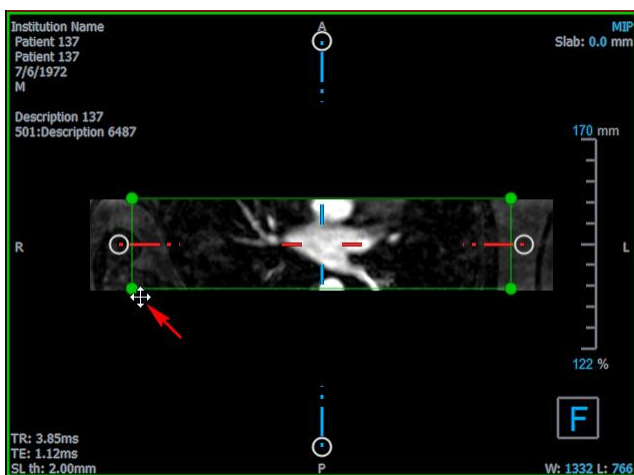 Institution Name
Patient 137
Patient 137
7/6/1972
M
Description 137
501:Description 6487
A
MIP
Slab: 0.0 mm
170 mm
R
L
122 %
F
TR: 3.85ms
TE: 1.12ms
SL th: 2.00mm
P
W: 1332 L: 766